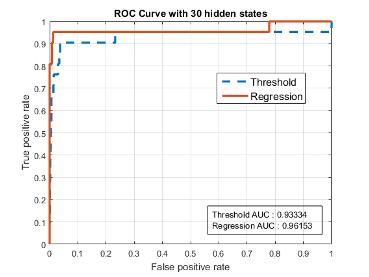 ROC Curve with 30 hidden states
True positive rate
1
0.9
0.8
0.7
0.6
0.5
0.4
0.3
0.2
0.1
0
Threshold
Regression
Threshold AUC : 0.93334
Regression AUC : 0.96153
0 0.1 0.2 0.3 0.4 0.5 0.6 0.7 0.8 0.9 1
False positive rate